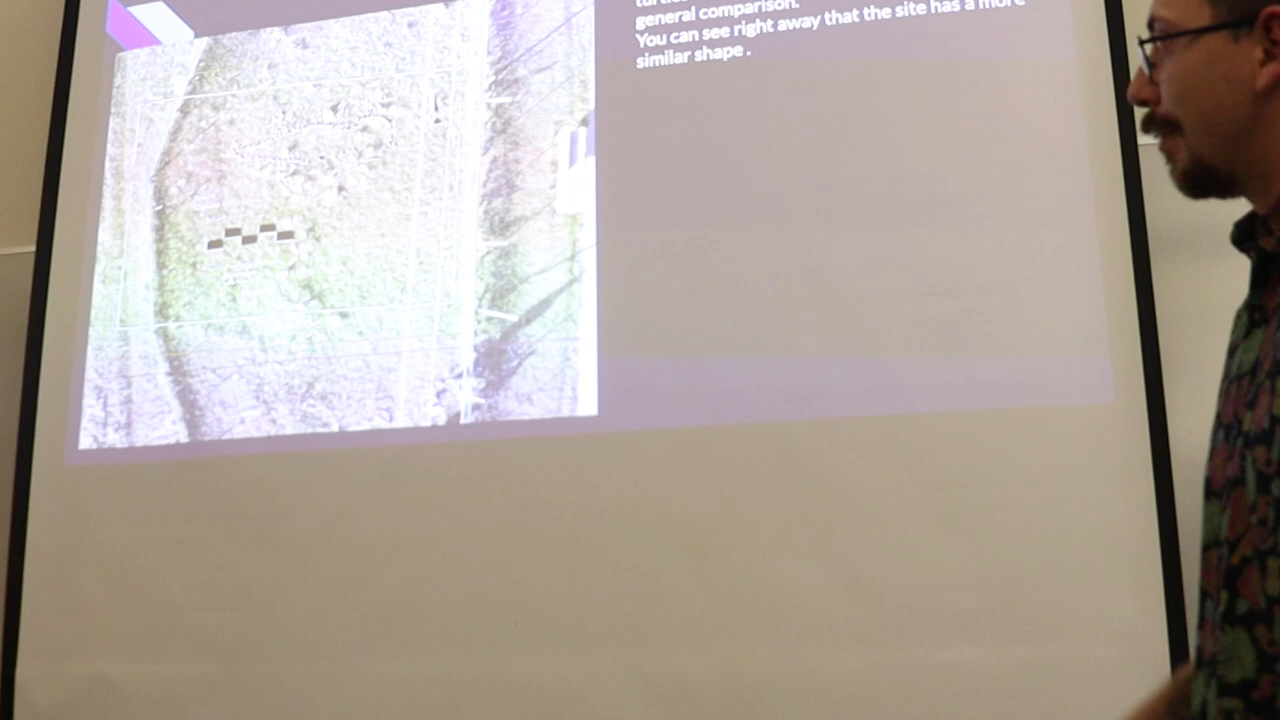 general comparison.
You can see right away that the site has a more
similar shape .